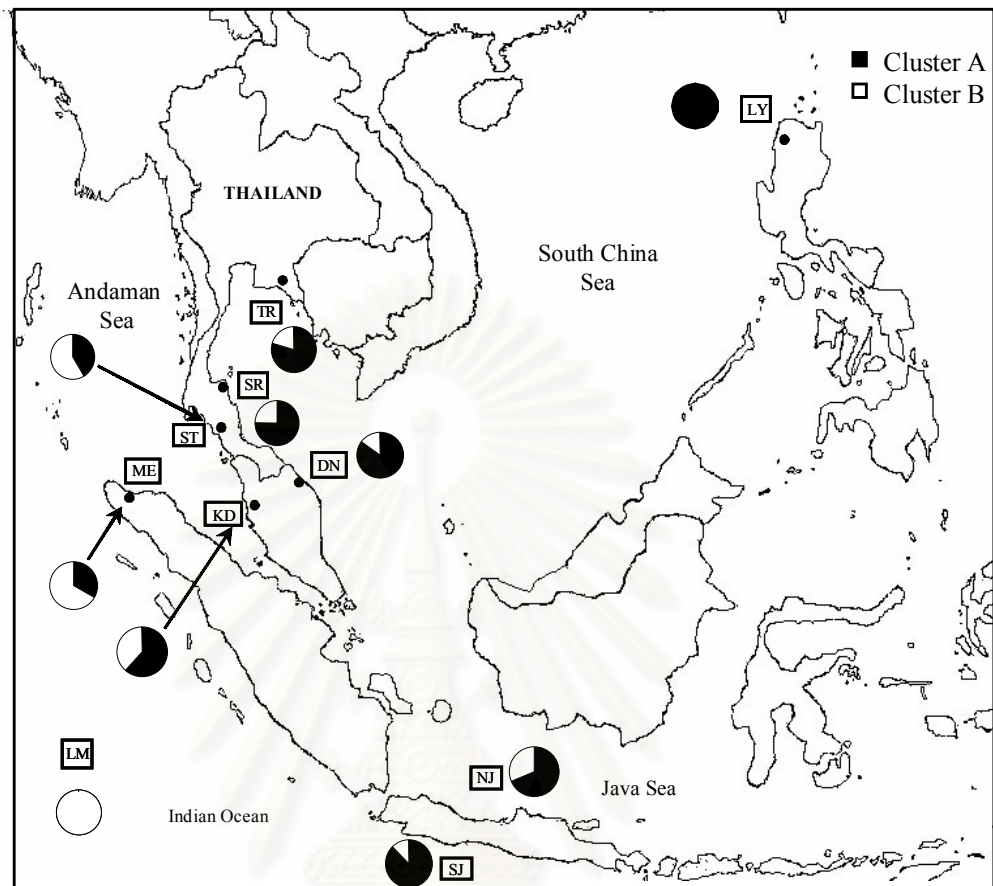 Cluster A
Cluster B
LY
THAILAND
South China
Sea
Andaman
Sea
TR
SR
ST
DN
ME
KD
LM
NJ
Java Sea
Indian Ocean
SJ